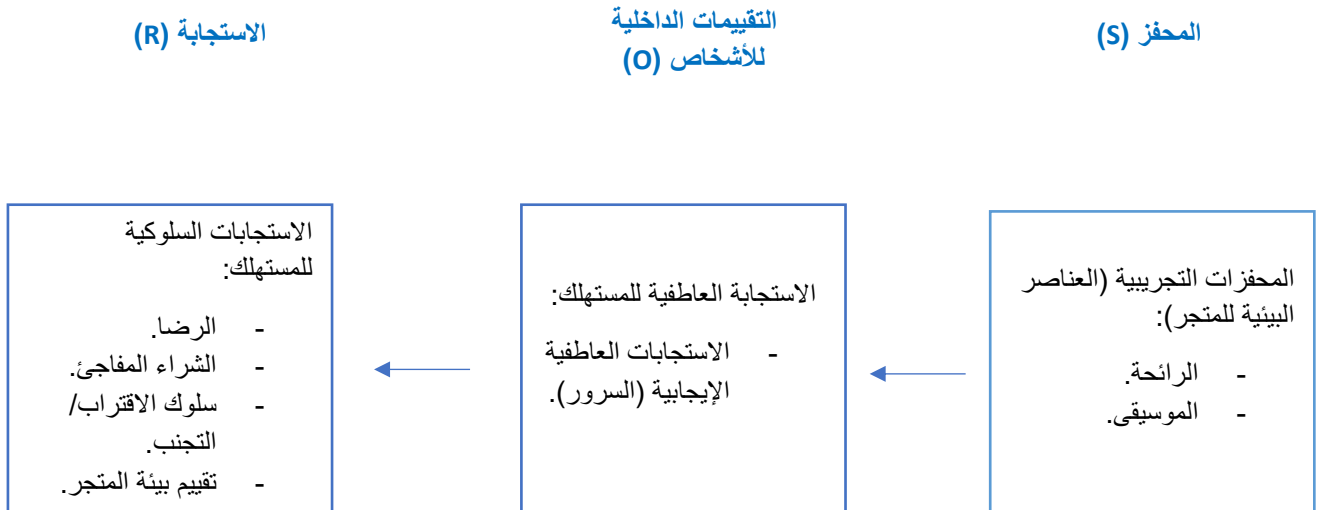 المحفز (S)
التقييمات الداخلية
للأشخاص (O)
الاستجابة (R)
المحفزات التجريبية (العناصر
البيئية للمتجر):
- الرائحة.
- الموسيقى.
الاستجابة العاطفية للمستهلك:
- الاستجابات العاطفية
الإيجابية (السرور).
الاستجابات السلوكية
للمستهلك:
- الرضا.
- الشراء المفاجئ.
- سلوك الاقتراب/
التجنب.
- تقييم بيئة المتجر.